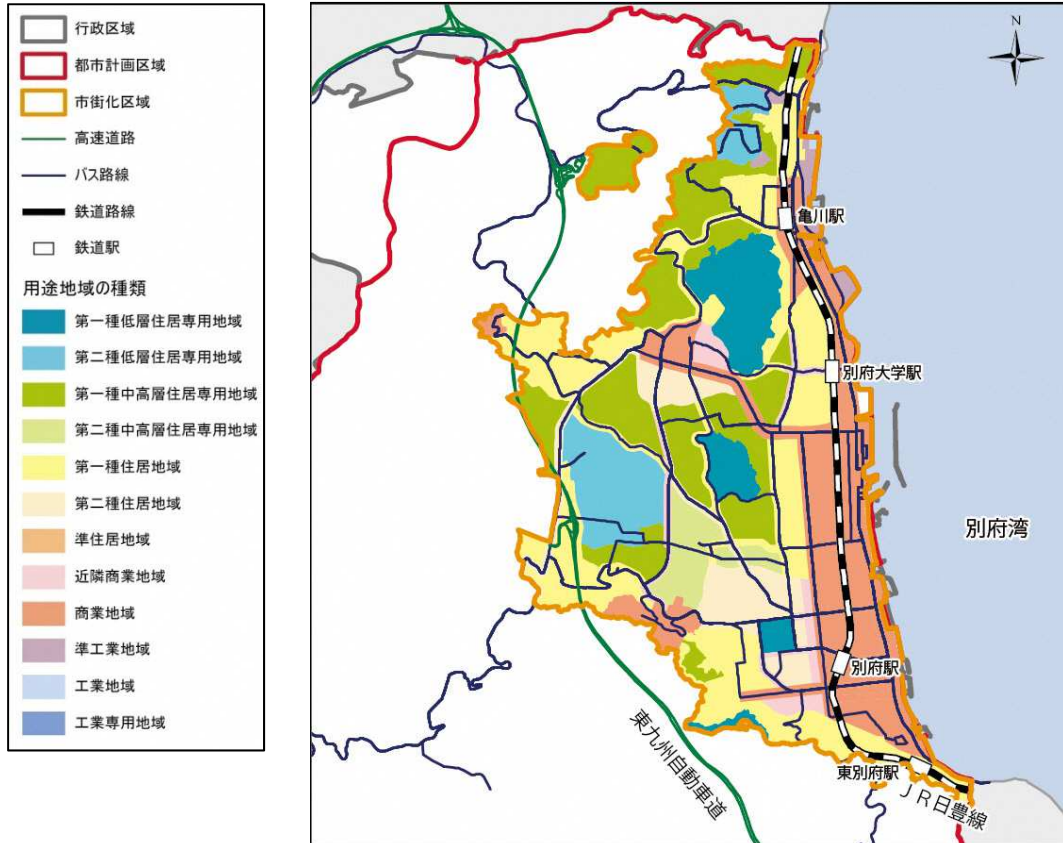 行政区域
都市計画区域
市街化区域
高速道路
バス路線
鉄道路線
鉄道駅
用途地域の種類
第一種低層住居専用地域
第二種低層住居専用地域
第一種中高層住居専用地域
第二種中高層住居専用地域
第一種住居地域
第二種住居地域
準住居地域
近隣商業地域
商業地域
準工業地域
工業地域
工業専用地域
N
亀川駅
別府大学駅
別府湾
別府駅
東九州自動車道
東別府駅
JR日豊線